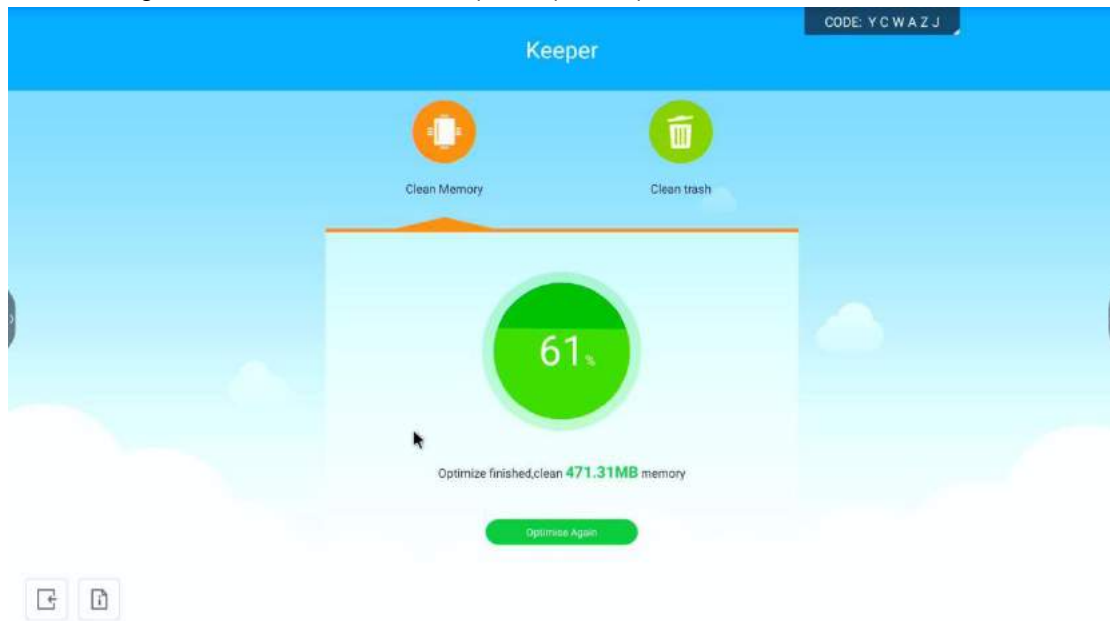 CODE: Y C W A Z J
Keeper
Clean Memory
Clean trash
61 %
Optimize finished,clean 471.31MB memory
Optimise Again